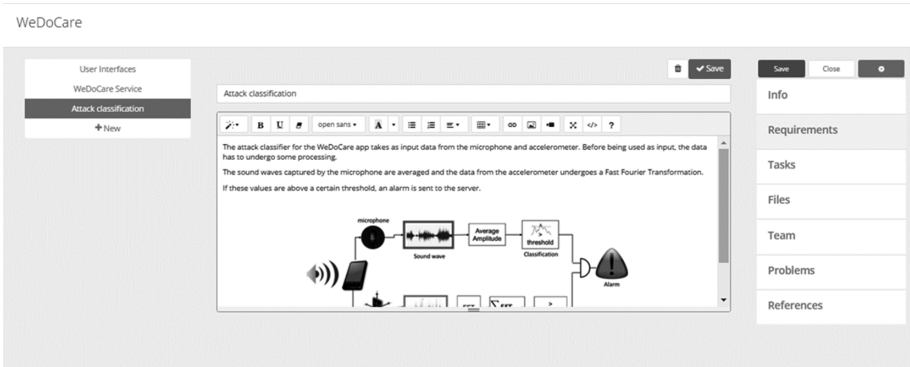 WeDoCare
User Interfaces
WeDoCare Service
Attack classification
+ New
Save
Attack classification
B U open sans A </> ?
The attack classifier for the WeDoCare app takes as input data from the microphone and accelerometer. Before being used as input, the data
has to undergo some processing.
The sound waves captured by the microphone are averaged and the data from the accelerometer undergoes a Fast Fourier Transformation.
If these values are above a certain threshold, an alarm is sent to the server.
microphone
Sound wave
Average
Amplitude
threshold
Classification
Alarm
Save
Close
Info
Requirements
Tasks
Files
Team
Problems
References